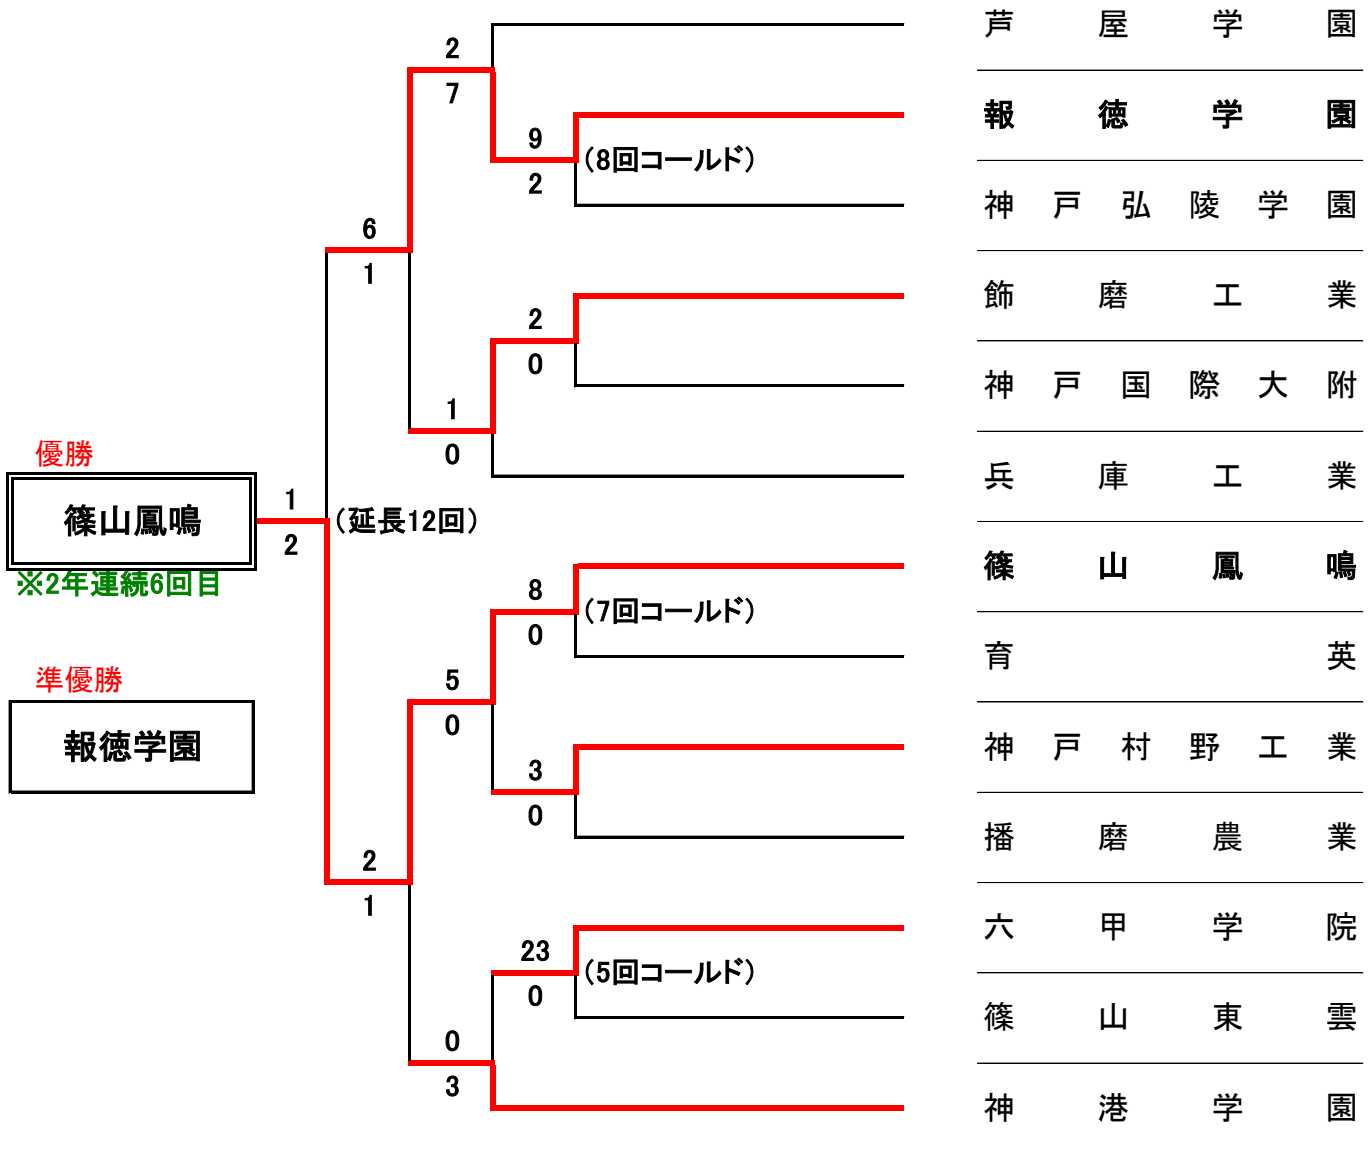 芦屋学園
2
7
報徳学園
9
(8回コールド)
2
神戸弘陵学園
6
1
飾磨工業
2
0
神戸国際大附
1
0
兵庫工業
優勝
篠山鳳鳴
※2年連続6回目
1
2
(延長12回)
篠山鳳鳴
8
(7回コールド)
0
育英
準優勝
報徳学園
5
0
神戸村野工業
3
0
播磨農業
2
1
六甲学院
23
(5回コールド)
0
篠山東雲
0
3
神港学園